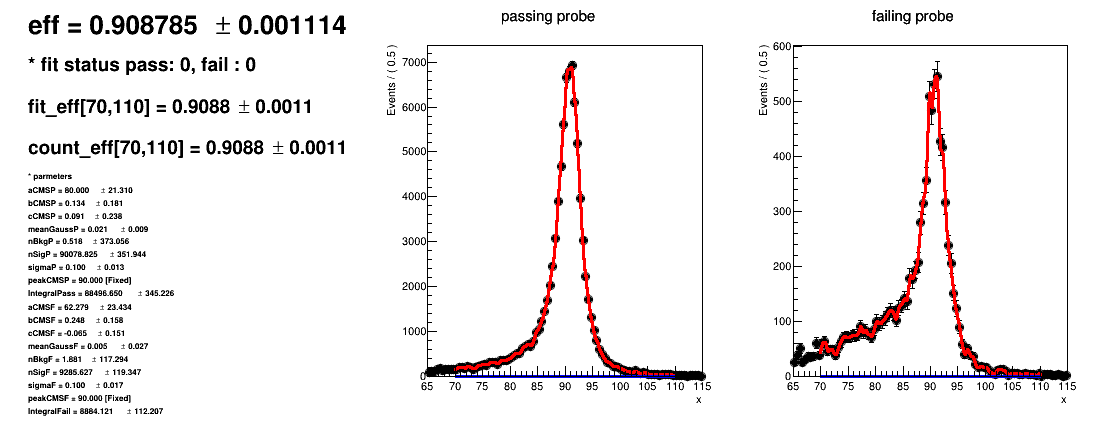 eff = 0.908785 ± 0.001114
* fit status pass: 0, fail : 0
fit_eff[70,110] = 0.9088 ± 0.0011
count_eff[70,110] = 0.9088 ± 0.0011
* parmeters
aCMSP = 80.000 ± 21.310
bCMSP = 0.134 ± 0.181
cCMSP = 0.091 ± 0.238
meanGaussP = 0.021 ± 0.009
nBkgP = 0.518 ± 373.056
nSigP = 90078.825 ± 351.944
sigmaP = 0.100 ± 0.013
peakCMSP = 90.000 [Fixed]
IntegralPass = 88496.650 ± 345.226
aCMSF = 62.279 ± 23.434
bCMSF = 0.248 ± 0.158
cCMSF = -0.065 ± 0.151
meanGaussF = 0.005 ± 0.027
nBkgF = 1.881 ± 117.294
nSigF = 9285.627 ± 119.347
sigmaF = 0.100 ± 0.017
peakCMSF = 90.000 [Fixed]
IntegralFail = 8884.121 ± 112.207
passing probe
Events / ( 0.5 )
7000
6000
5000
4000
3000
2000
1000
0
65 70 75 80 85 90 95 100 105 110 115
x
failing probe
Events / ( 0.5 )
600
500
400
300
200
100
0
65 70 75 80 85 90 95 100 105 110 115
x